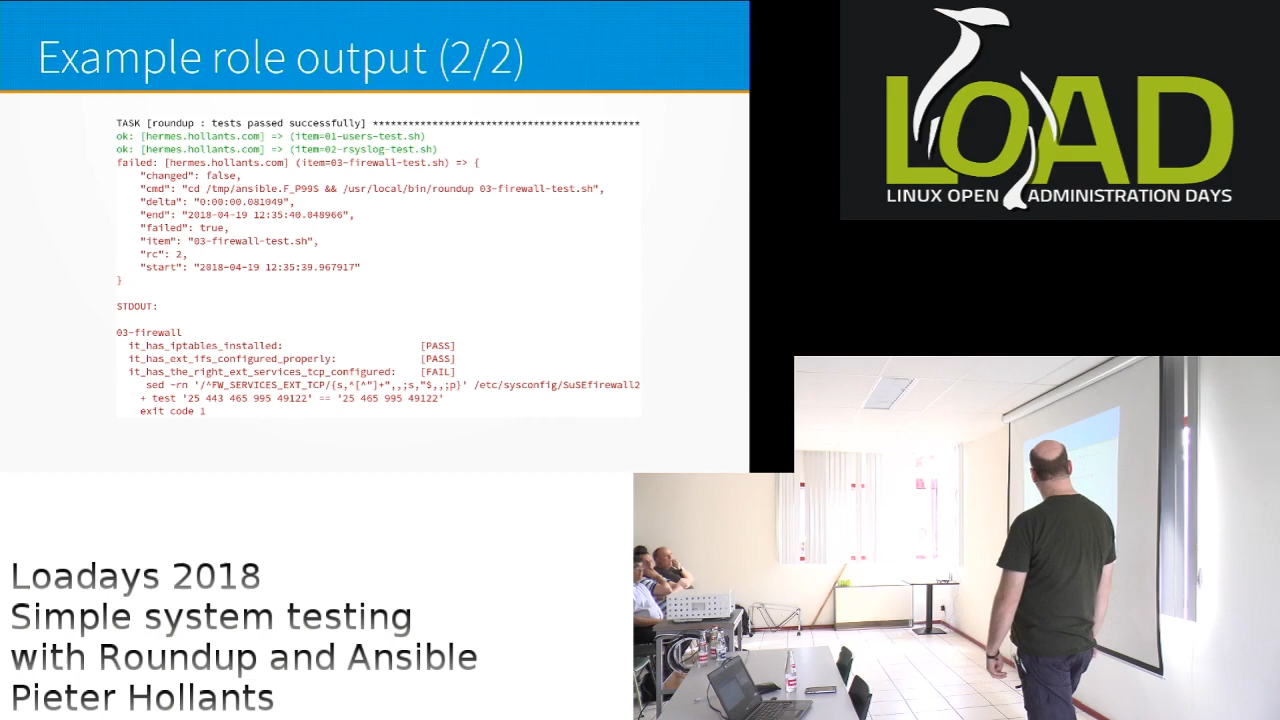 Example role output (2/2)
TASK [roundup : tests passed successfully] *********************************************
ok: [hermes.hollants.com] => (item=01-users-test.sh)
ok: [hermes.hollants.com] => (item=02-rsyslog-test.sh)
failed: [hermes.hollants.com] (item=03-firewall-test.sh) => {
"changed": false,
"cmd": "cd /tmp/ansible.F_P99S && /usr/local/bin/roundup 03-firewall-test.sh",
"delta": "0:00:00.081049",
"end": "2018-04-19 12:35:40.048966",
"failed": true,
"item": "03-firewall-test.sh",
"rc": 2,
"start": "2018-04-19 12:35:39.967917"
}
STDOUT:
03-firewall
it_has_iptables_installed: [PASS]
it_has_ext_ifs_configured_properly: [PASS]
it_has_the_right_ext_services_tcp_configured: [FAIL]
sed -rn '/^FW_SERVICES_EXT_TCP/{s,^[^"]+",,;s,"$,,;p}' /etc/sysconfig/SuSEfirewall2
+ test '25 443 465 995 49122' == '25 465 995 49122'
exit code 1
LOAD
LINUX OPEN ADMINISTRATION DAYS
Loadays 2018
Simple system testing
with Roundup and Ansible
Pieter Hollants